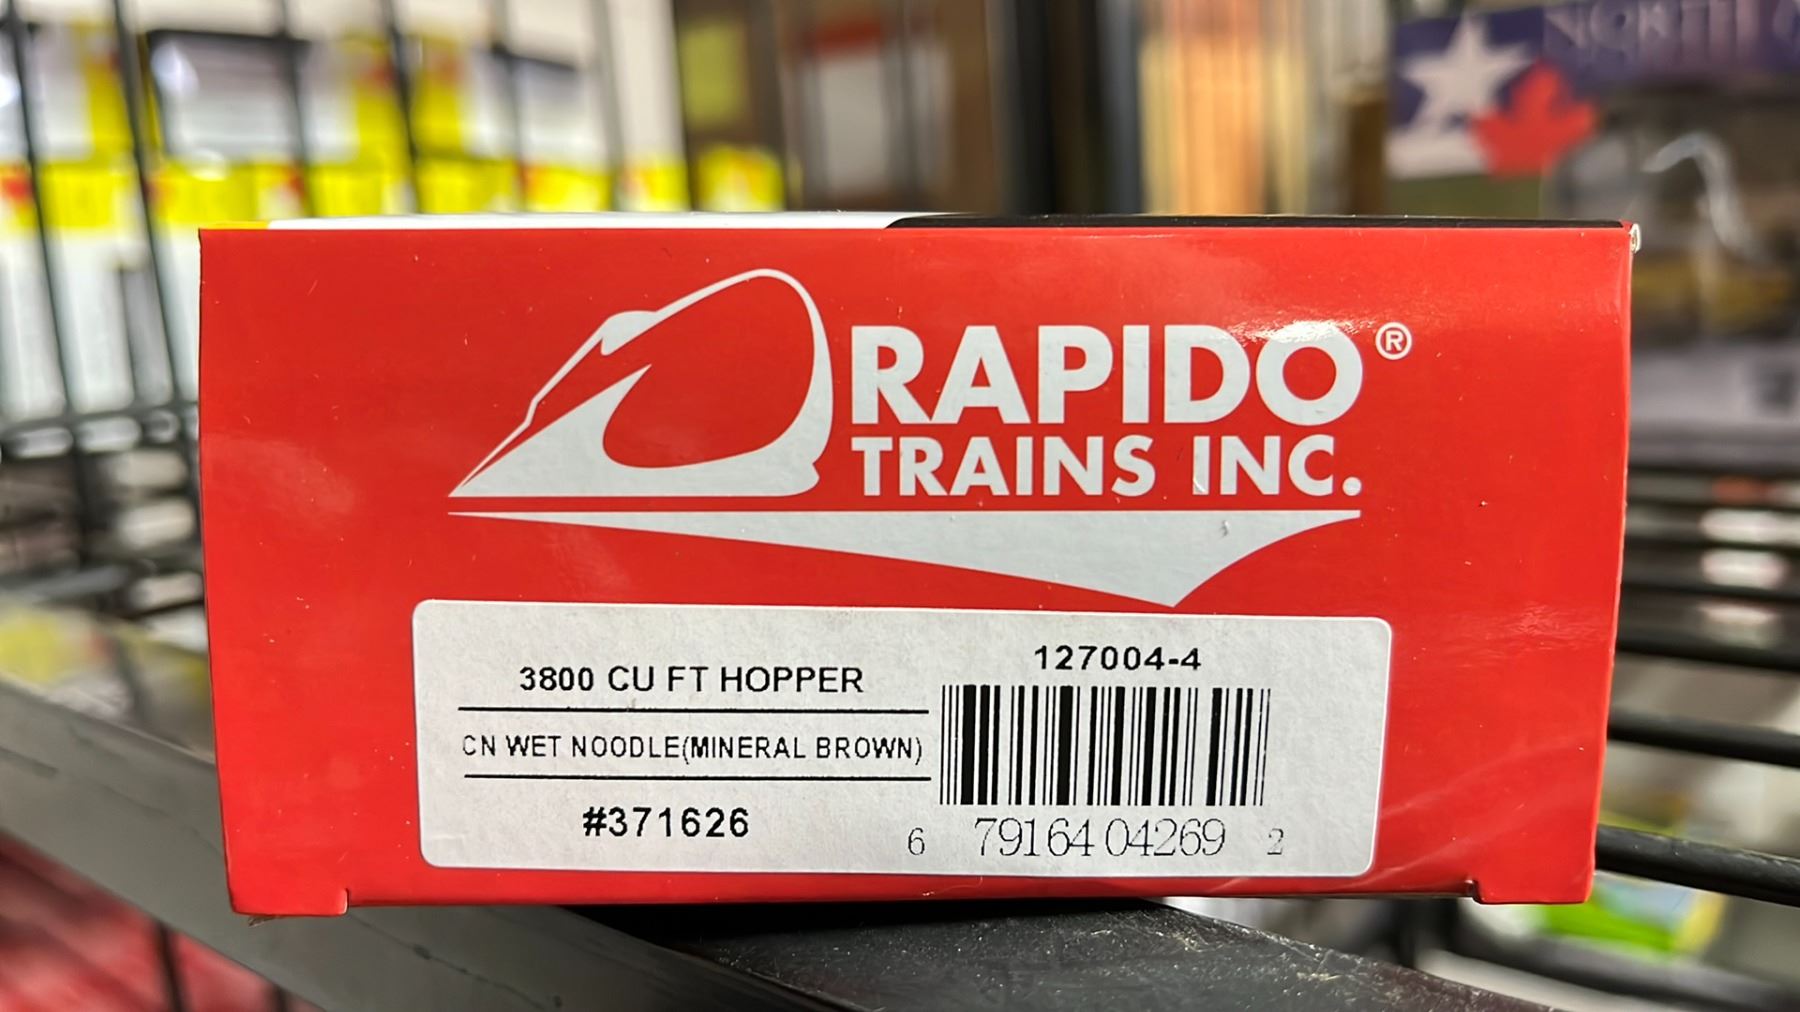 NORTH
RAPIDO®
TRAINS INC.
3800 CU FT HOPPER
CN WET NOODLE(MINERAL BROWN)
#371626
127004-4
6 79164 04269 2